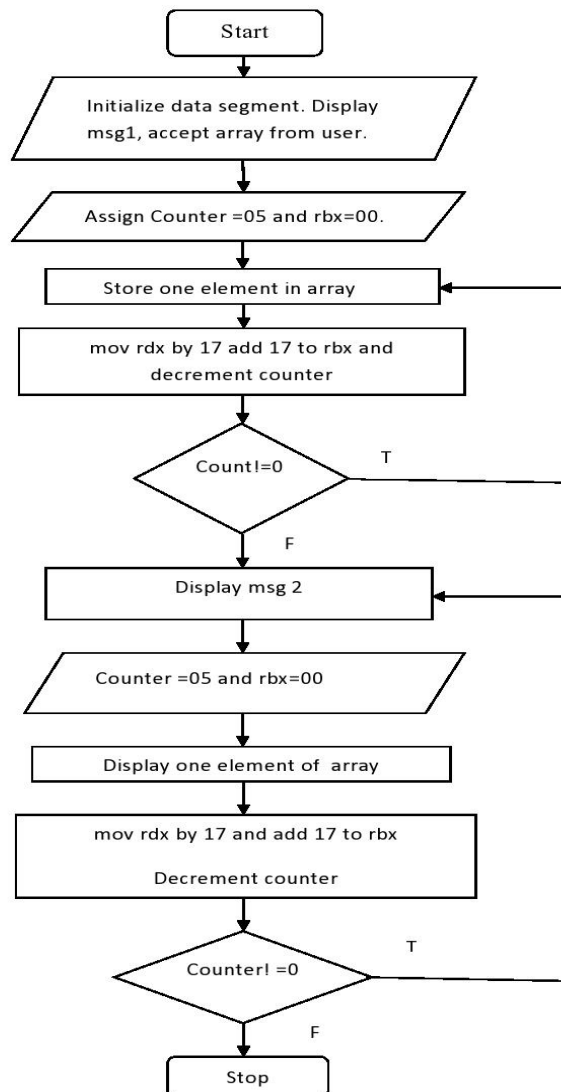 Start
Initialize data segment. Display
msg1, accept array from user.
Assign Counter =05 and rbx=00.
Store one element in array
mov rdx by 17 add 17 to rbx and
decrement counter
Count!=0
T
F
Display msg 2
Counter =05 and rbx=00
Display one element of array
mov rdx by 17 and add 17 to rbx
Decrement counter
Counter! =0
T
F
Stop